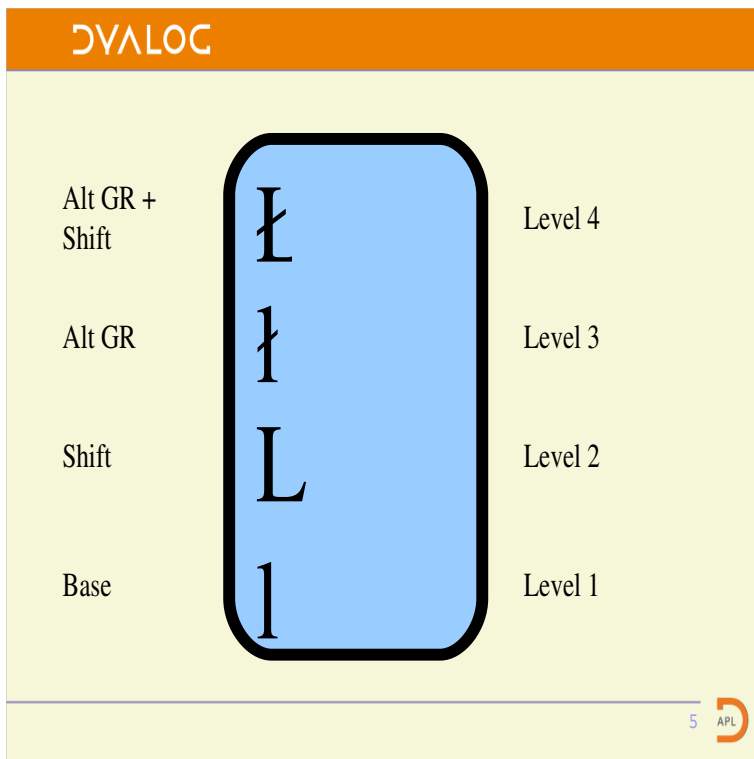 DYALOG
Alt GR +
Shift
Ł
Level 4
Alt GR
ł
Level 3
Shift
L
Level 2
Base
l
Level 1
5
APL